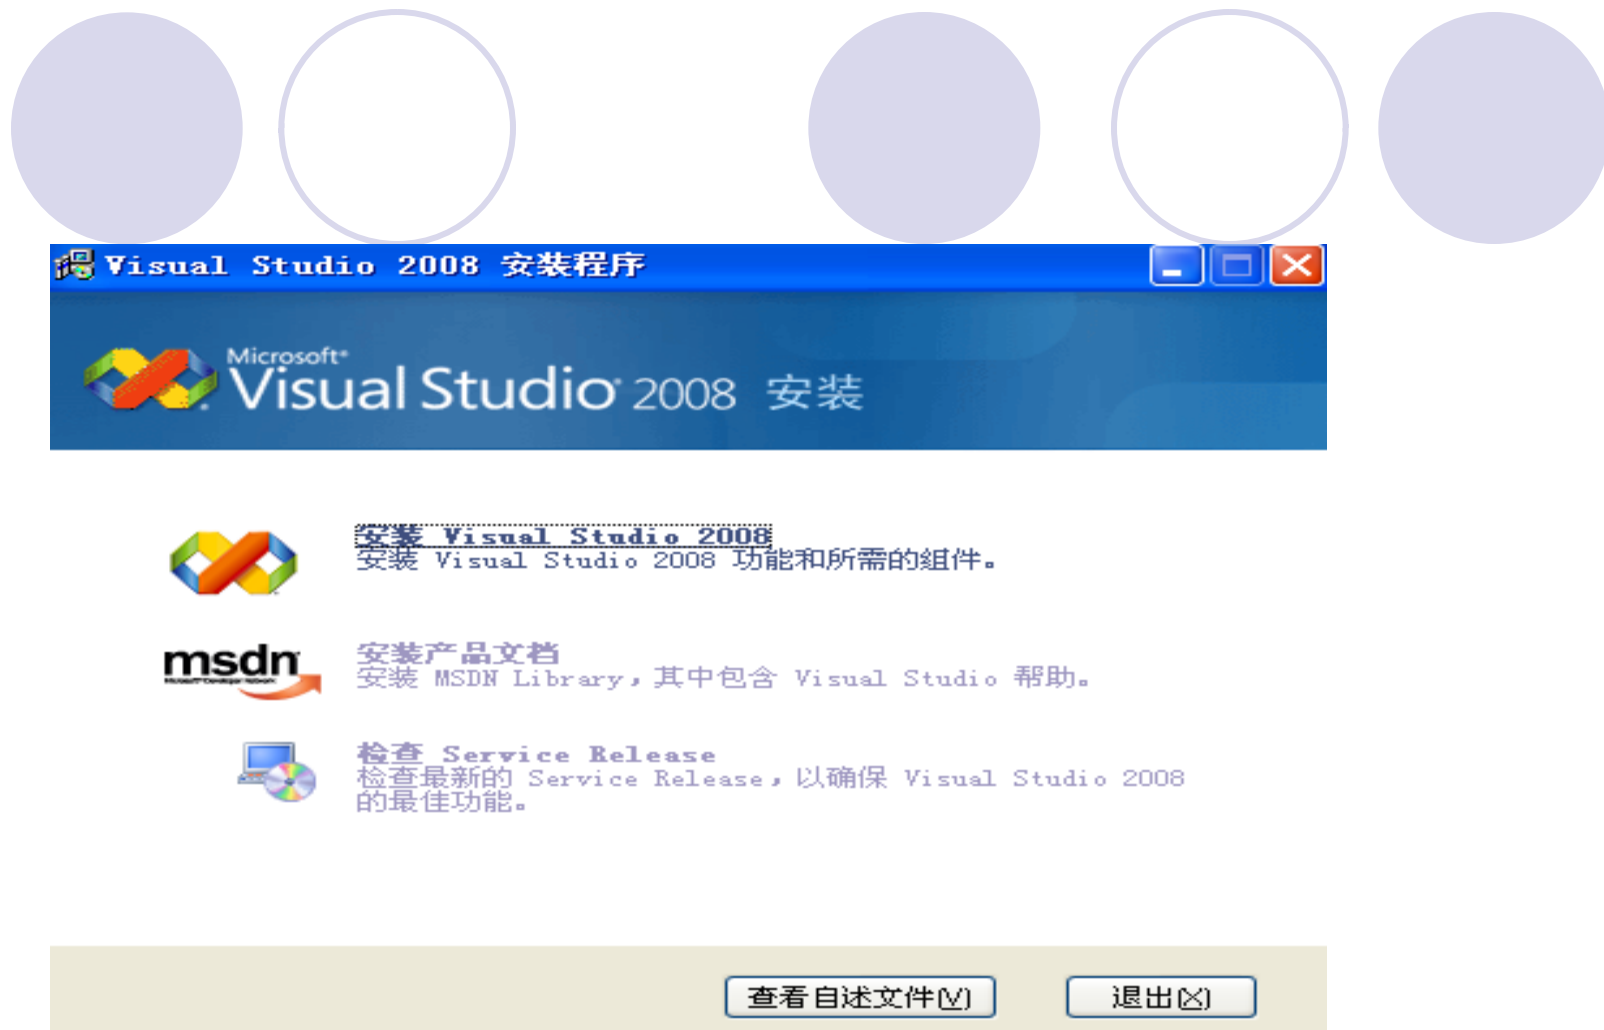 Visual Studio 2008 安装程序
Microsoft®
Visual Studio® 2008 安装
安装 Visual Studio 2008
安装 Visual Studio 2008 功能和所需的组件。
msdn
安装产品文档
安装 MSDN Library，其中包含 Visual Studio 帮助。
检查 Service Release
检查最新的 Service Release，以确保 Visual Studio 2008
的最佳功能。
查看自述文件(V)
退出(X)